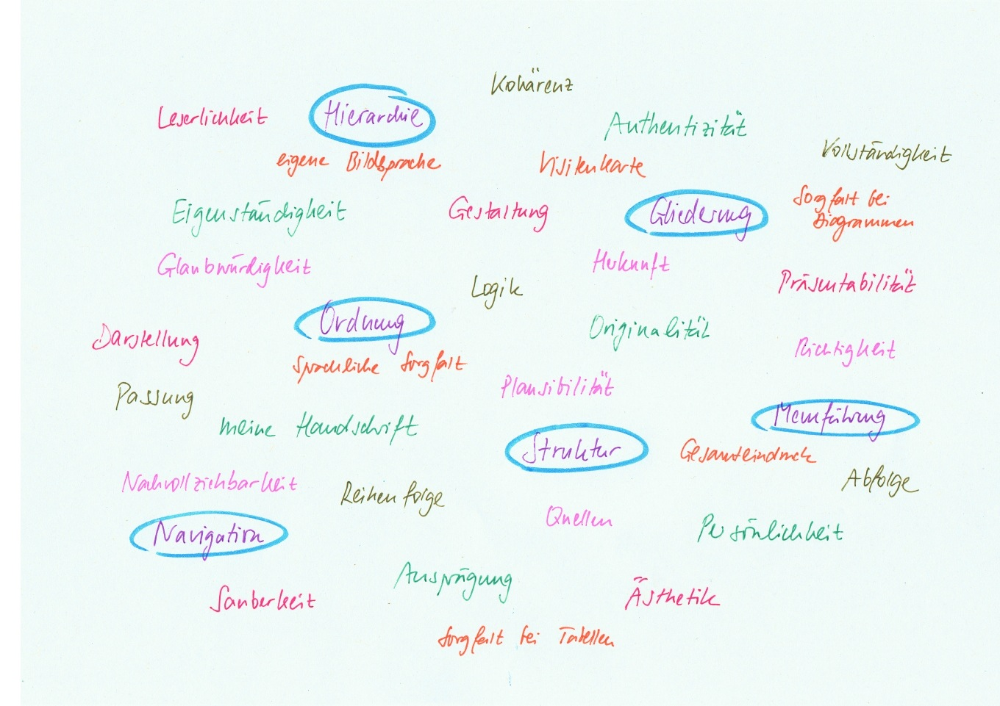 Kohärenz
Leserlichkeit
Hierarchie
Authentizität
eigene Bildsprache
Visitenkarte
Vollständigkeit
Eigenständigkeit
Gestaltung
Gliederung
Sorgfalt bei
Diagrammen
Glaubwürdigkeit
Herkunft
Logik
Präsentabilität
Ordnung
Darstellung
Originalität
Richtigkeit
sprachliche Sorgfalt
Passung
Plausibilität
meine Handschrift
Menuführung
Struktur
Gesamteindruck
Nachvollziehbarkeit
Reihenfolge
Abfolge
Navigation
Quellen
Persönlichkeit
Ausprägung
Sauberkeit
Ästhetik
Sorgfalt bei Tabellen